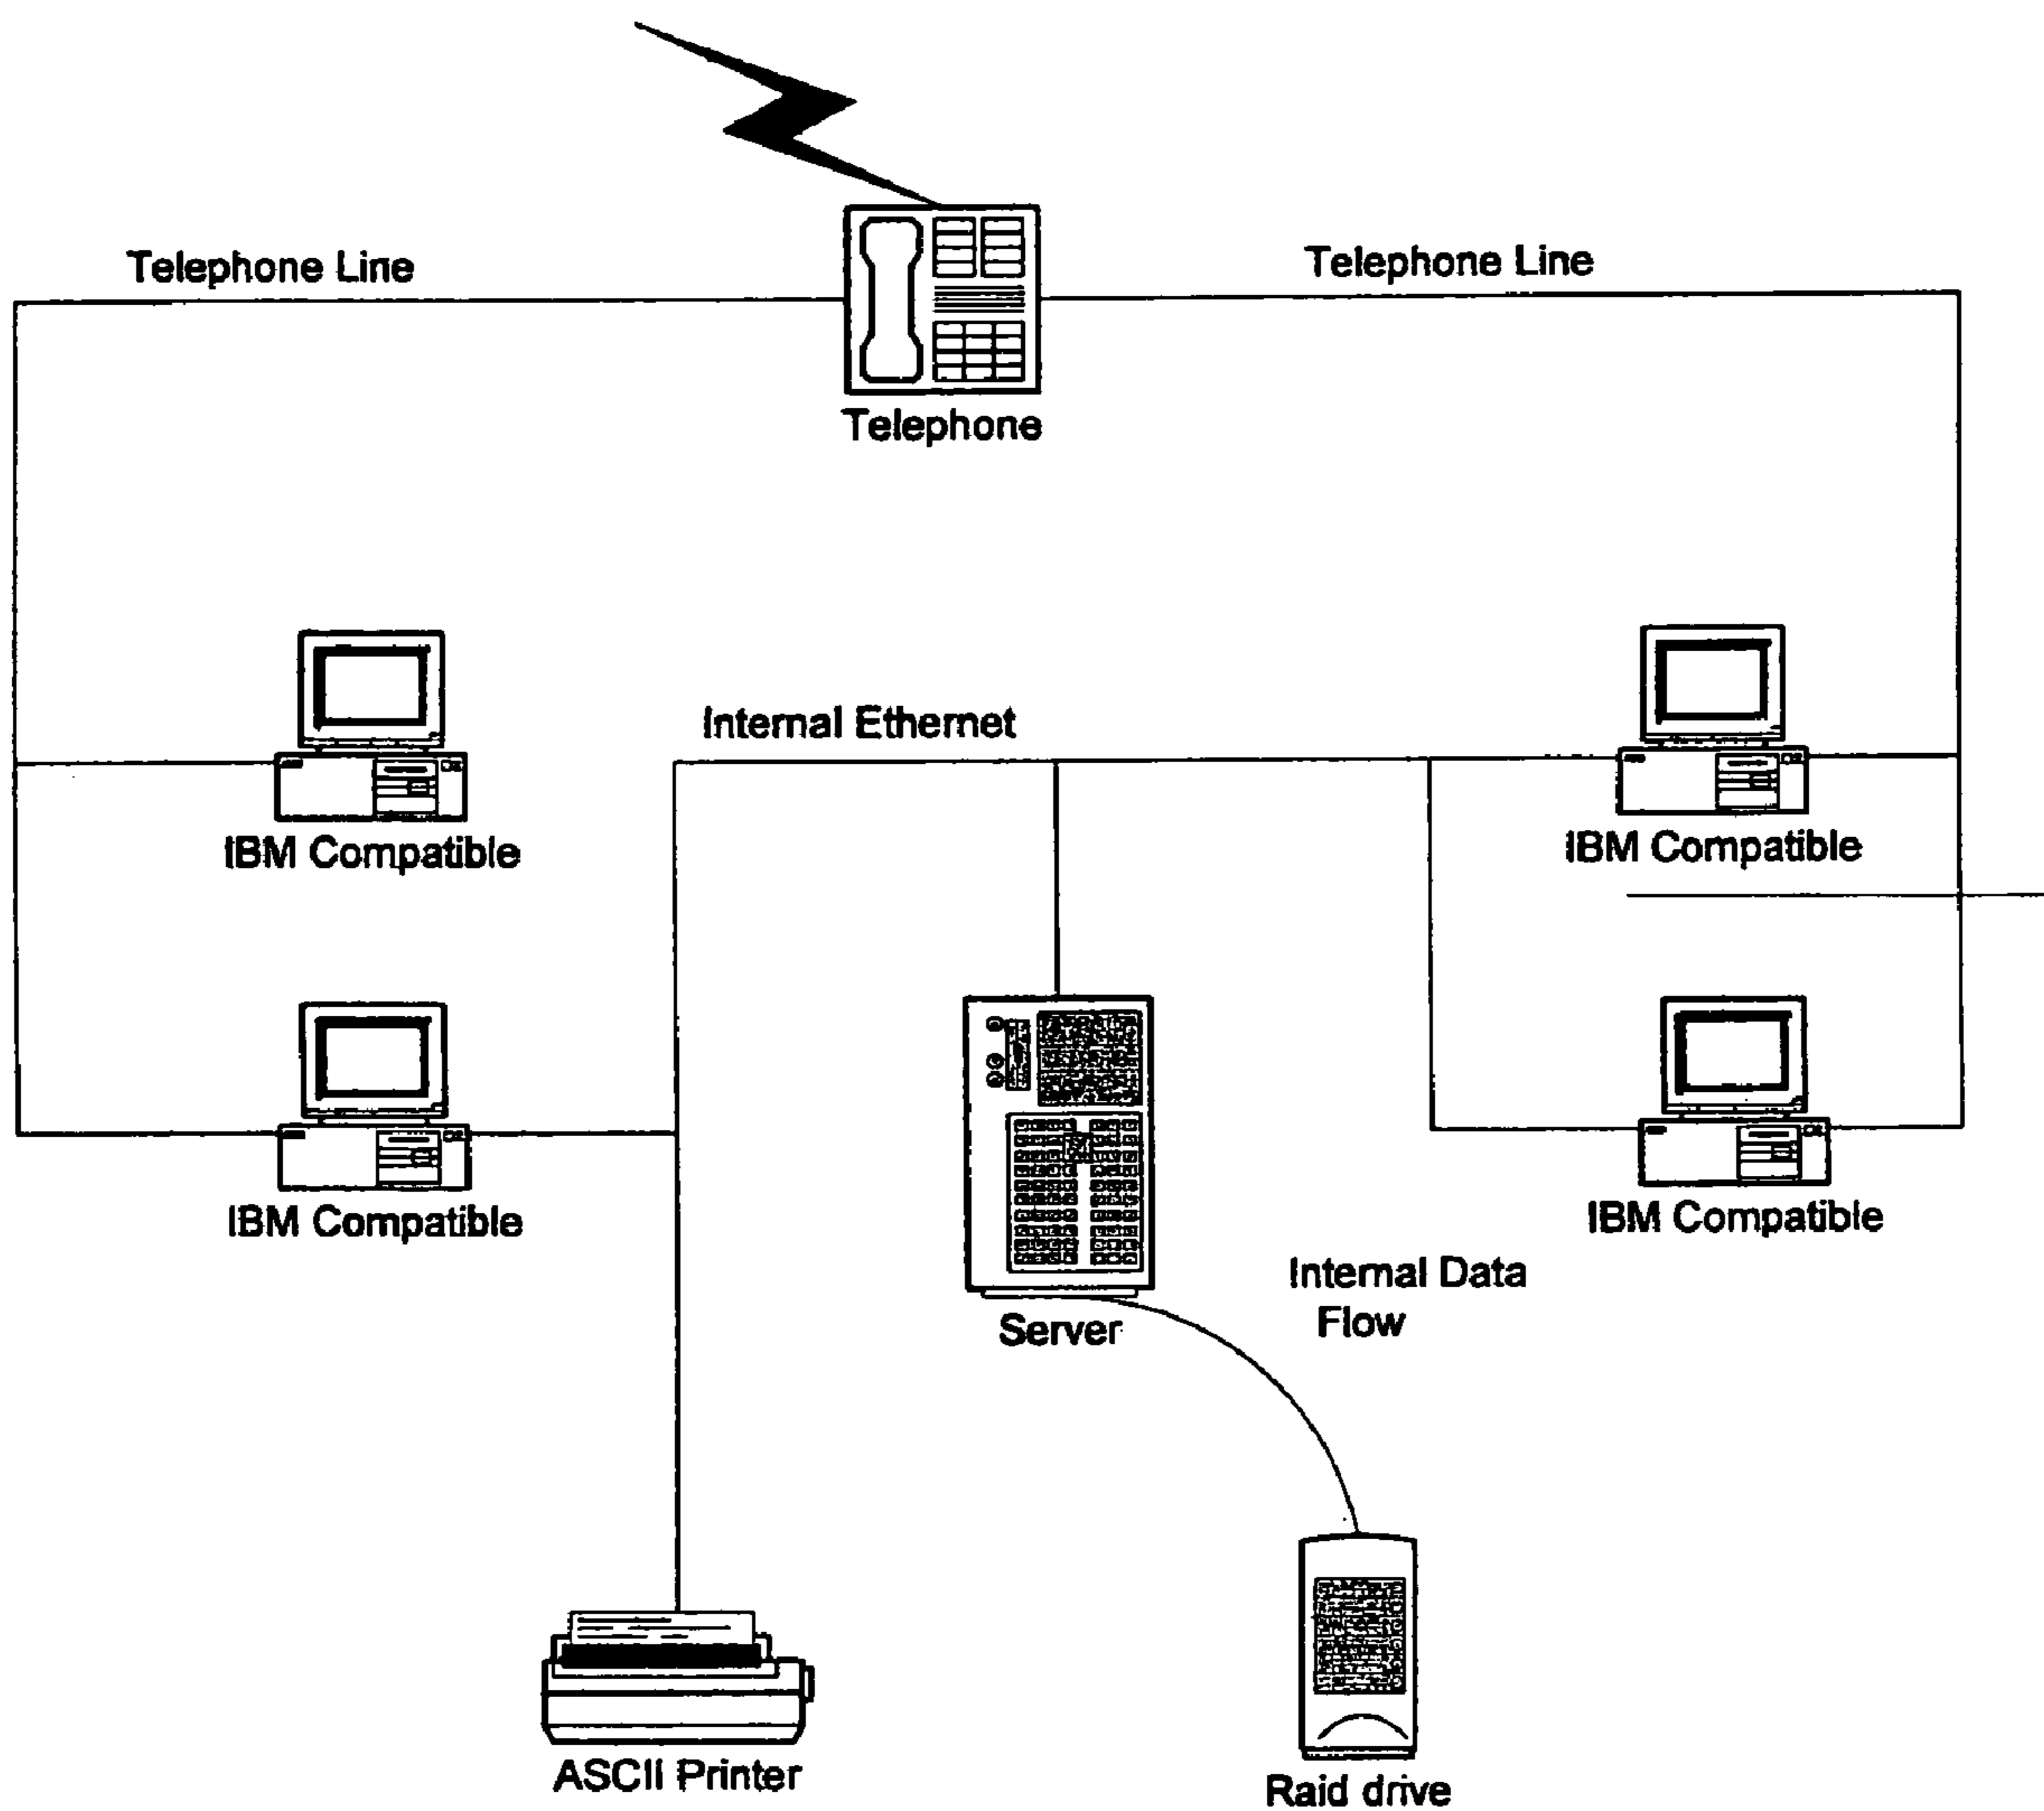 Telephone Line
Telephone Line
Telephone
Internal Ethernet
IBM Compatible
IBM Compatible
IBM Compatible
IBM Compatible
Internal Data
Flow
Server
ASCII Printer
Raid drive